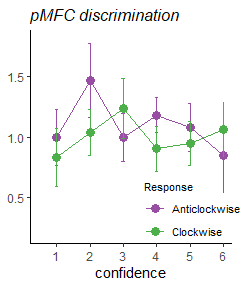 pMFC discrimination
1.5
1.0
0.5
Response
Anticlockwise
Clockwise
1 2 3 4 5 6
confidence